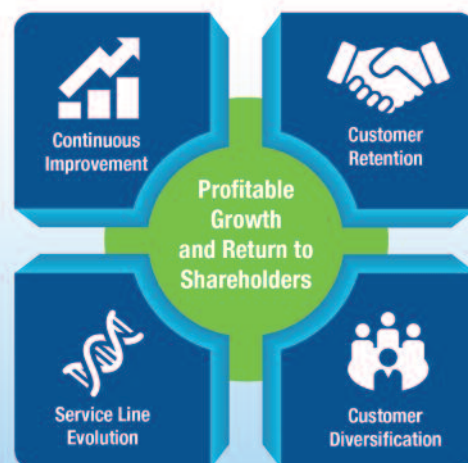 Continuous
Improvement
Customer
Retention
Profitable
Growth
and Return to
Shareholders
Service Line
Evolution
Customer
Diversification